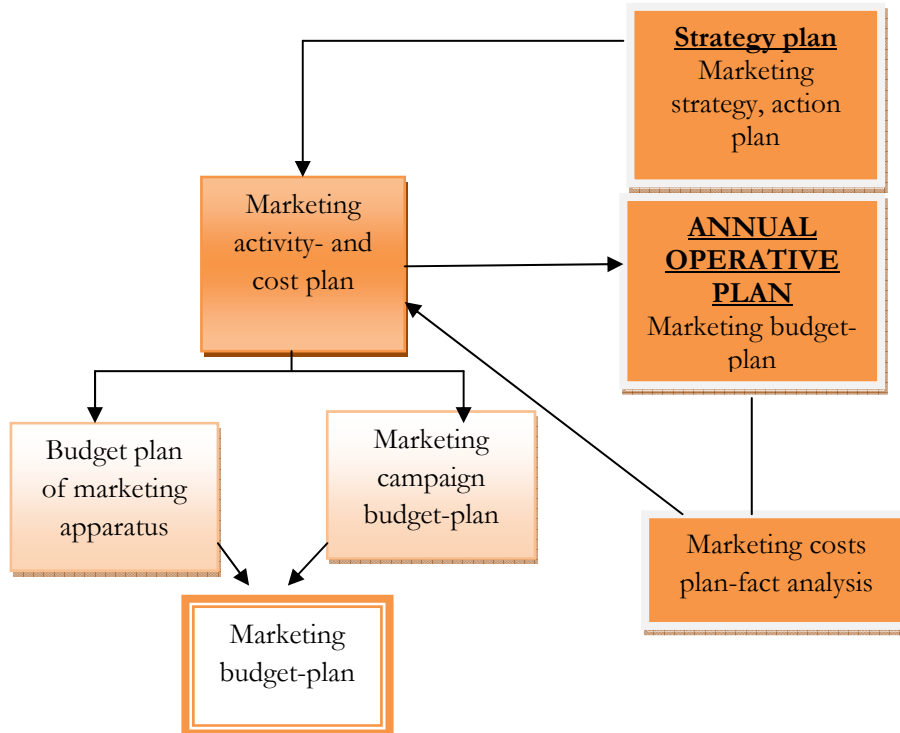 Strategy plan
Marketing
strategy, action
plan
Marketing
activity- and
cost plan
ANNUAL
OPERATIVE
PLAN
Marketing budget-
plan
Budget plan
of marketing
apparatus
Marketing
campaign
budget-plan
Marketing costs
plan-fact analysis
Marketing
budget-plan